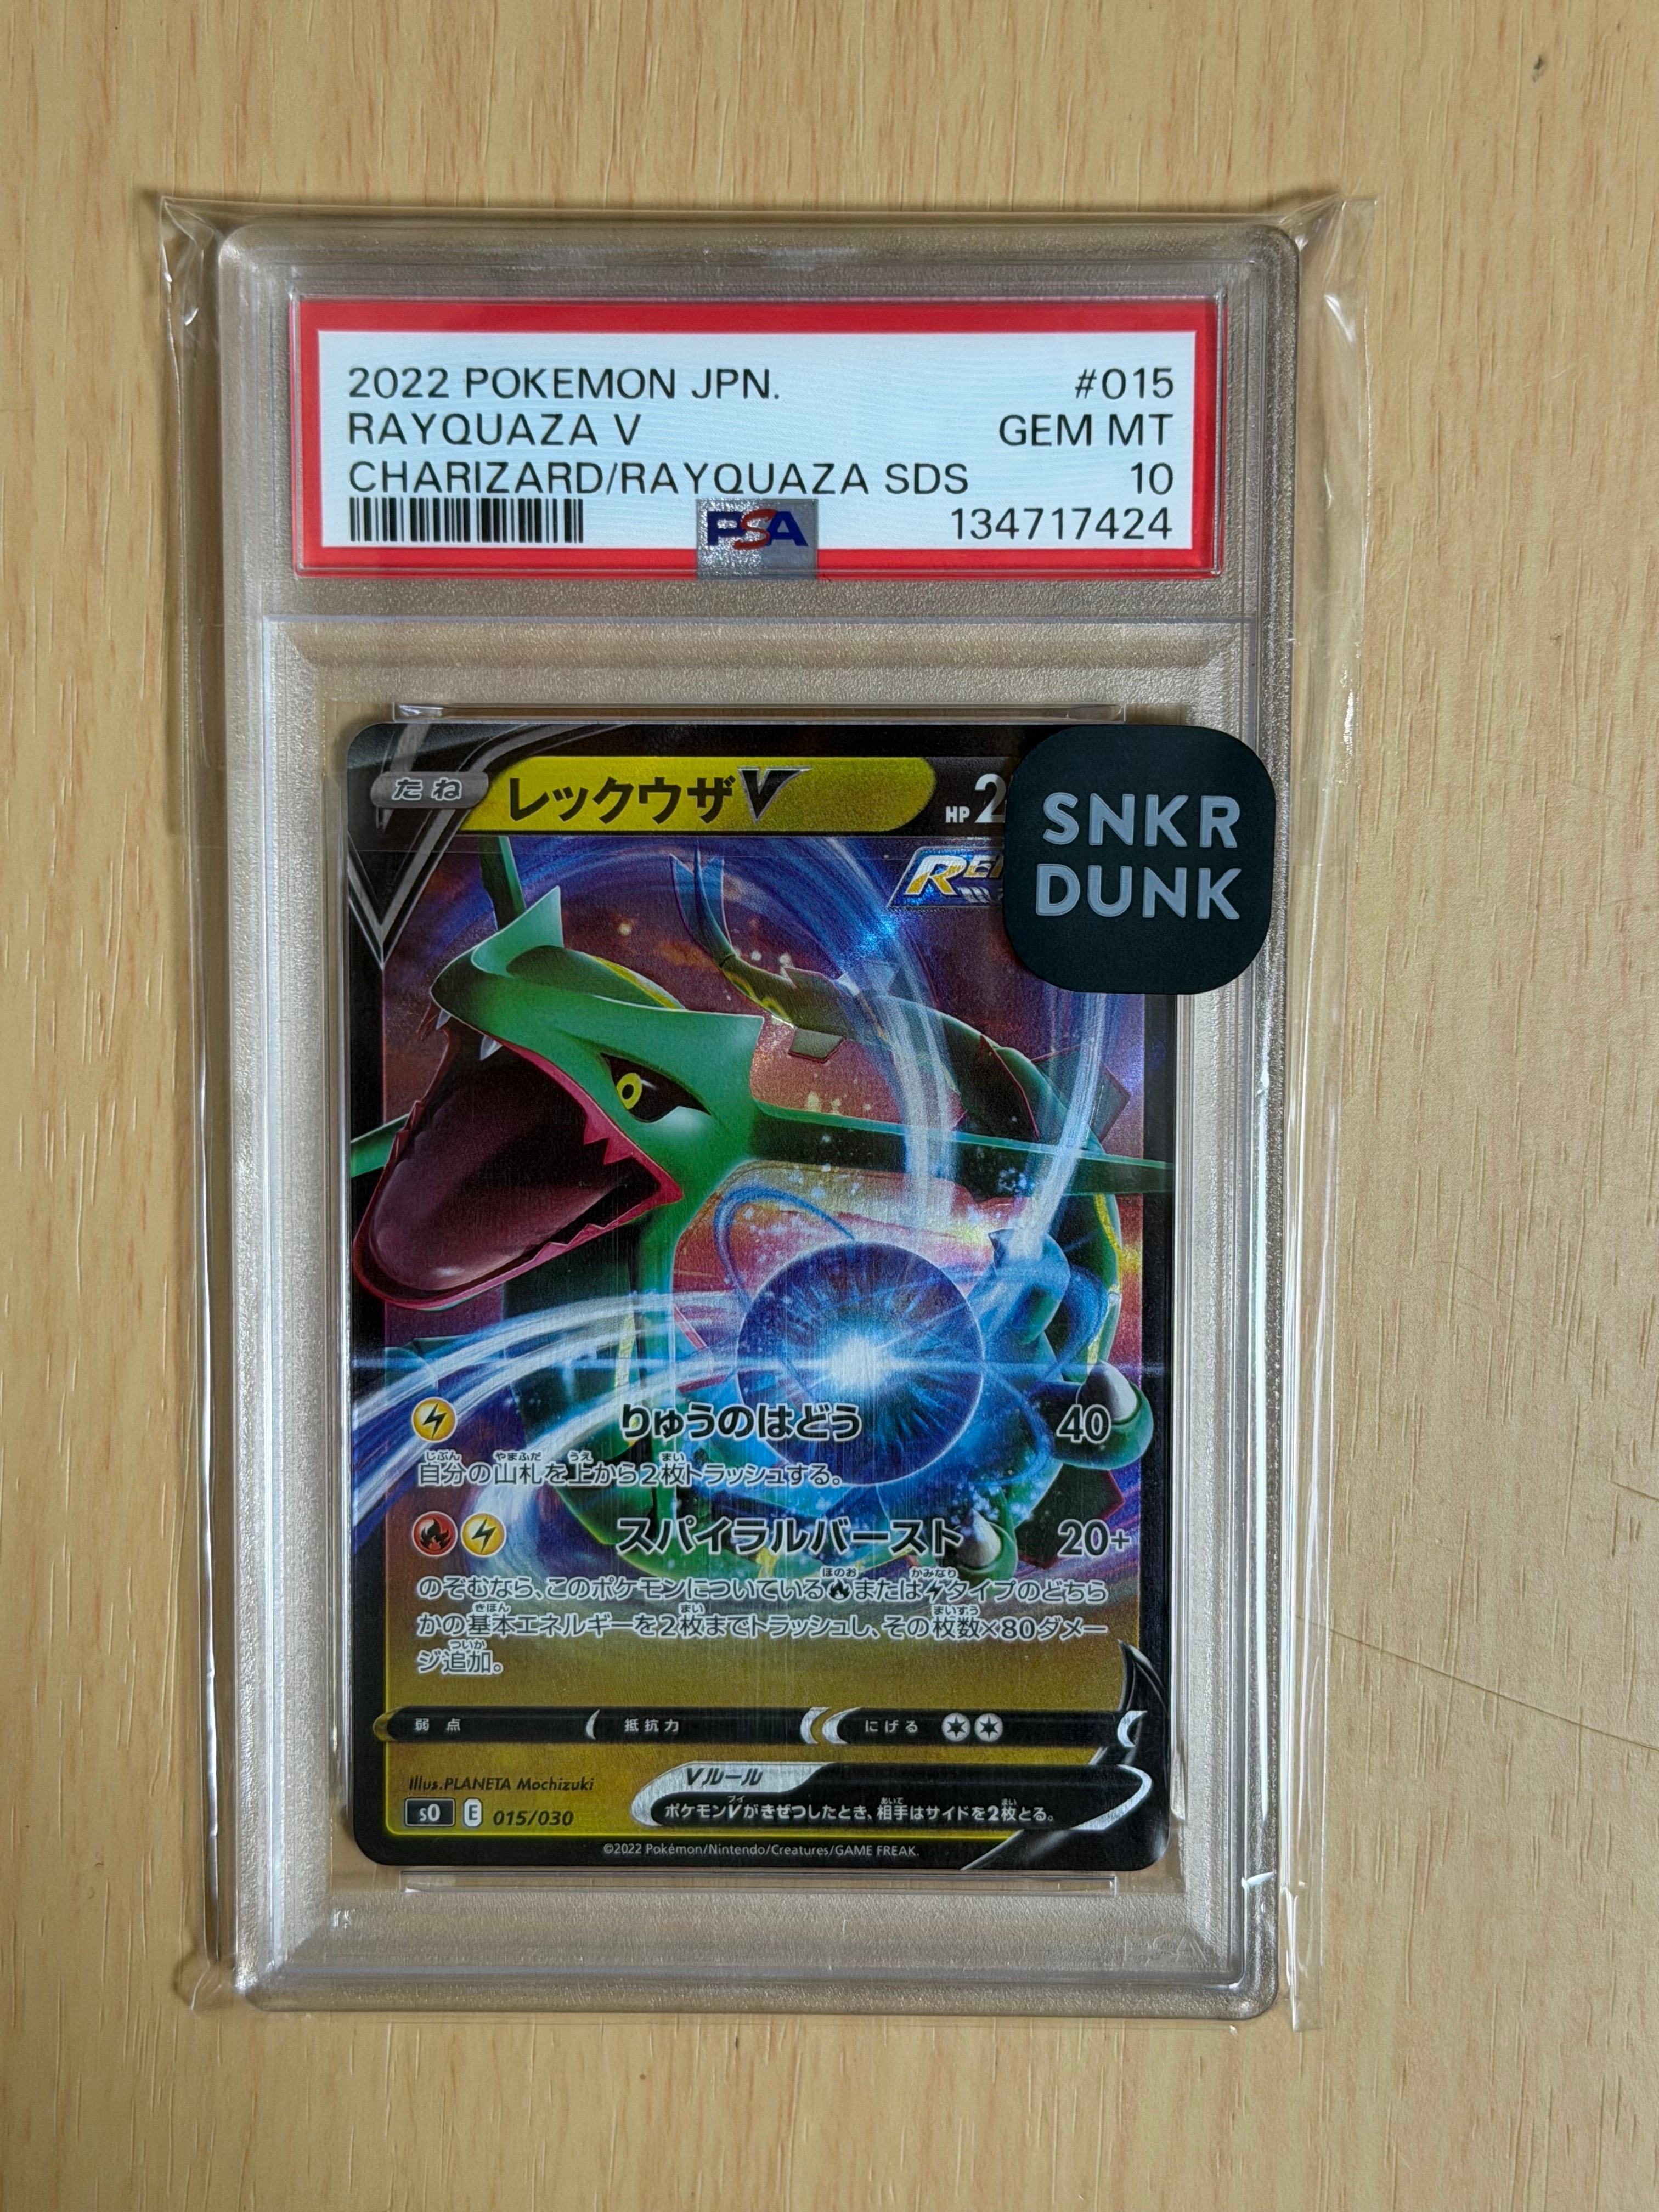 2022 POKEMON JPN. #015
RAYQUAZA V GEM MT
CHARIZARD/RAYQUAZA SDS 10
PSA 134717424
たね レックウザV HP 2
SNKR
DUNK
りゅうのはどう 40
自分の山札を上から2枚トラッシュする。
スパイラルバースト 20+
のぞむなら、このポケモンについているまたはタイプのどちら
かの基本エネルギーを2枚までトラッシュし、その枚数×80ダメー
ジ追加。
弱点 抵抗力 にげる
Illus.PLANETA Mochizuki Vルール
sO E 015/030 ポケモンVがきぜつしたとき、相手はサイドを2枚とる。
©2022 Pokémon/Nintendo/Creatures/GAME FREAK.